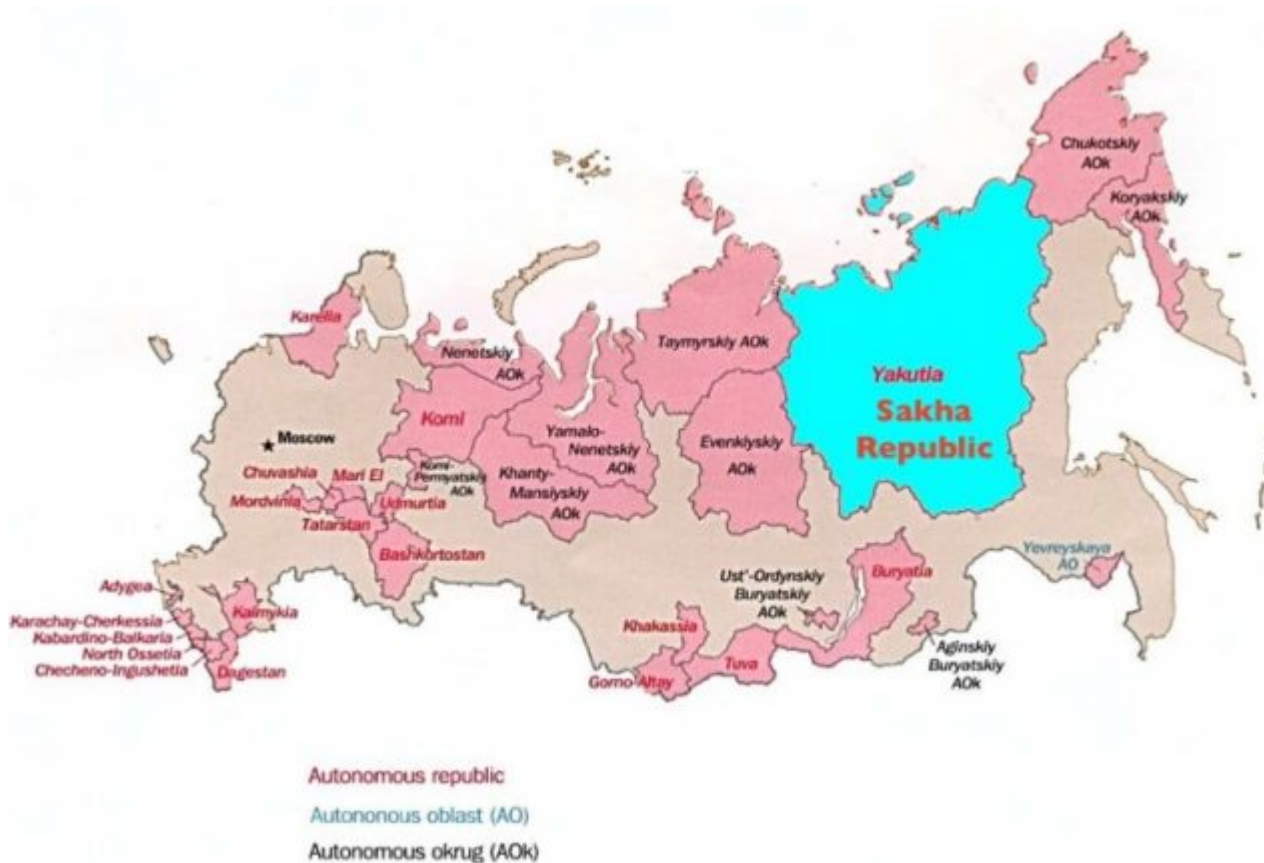 Chukotskiy
AOk
Koryakskiy
AOk
Karelia
Nenetskiy
AOk
Taymyrskiy AOk
Yakutia
Sakha
Republic
Komi
Moscow
Yamalo-
Nenetskiy
AOk
Evenkiyskiy
AOk
Komi-
Permyatskiy
AOk
Khanty-
Mansiyskiy
AOk
Chuvashia
Mari El
Mordvinia
Udmurtia
Tatarstan
Bashkortostan
Yevreyskaya
AO
Ust'-Ordynskiy
Buryatskiy
AOk
Buryatia
Adygea
Kalmykia
Karachay-Cherkessia
Kabardino-Balkaria
North Ossetia
Checheno-Ingushetia
Dagestan
Khakassia
Gorno-Altay
Tuva
Aginskiy
Buryatskiy
AOk
Autonomous republic
Autononous oblast (AO)
Autonomous okrug (AOk)